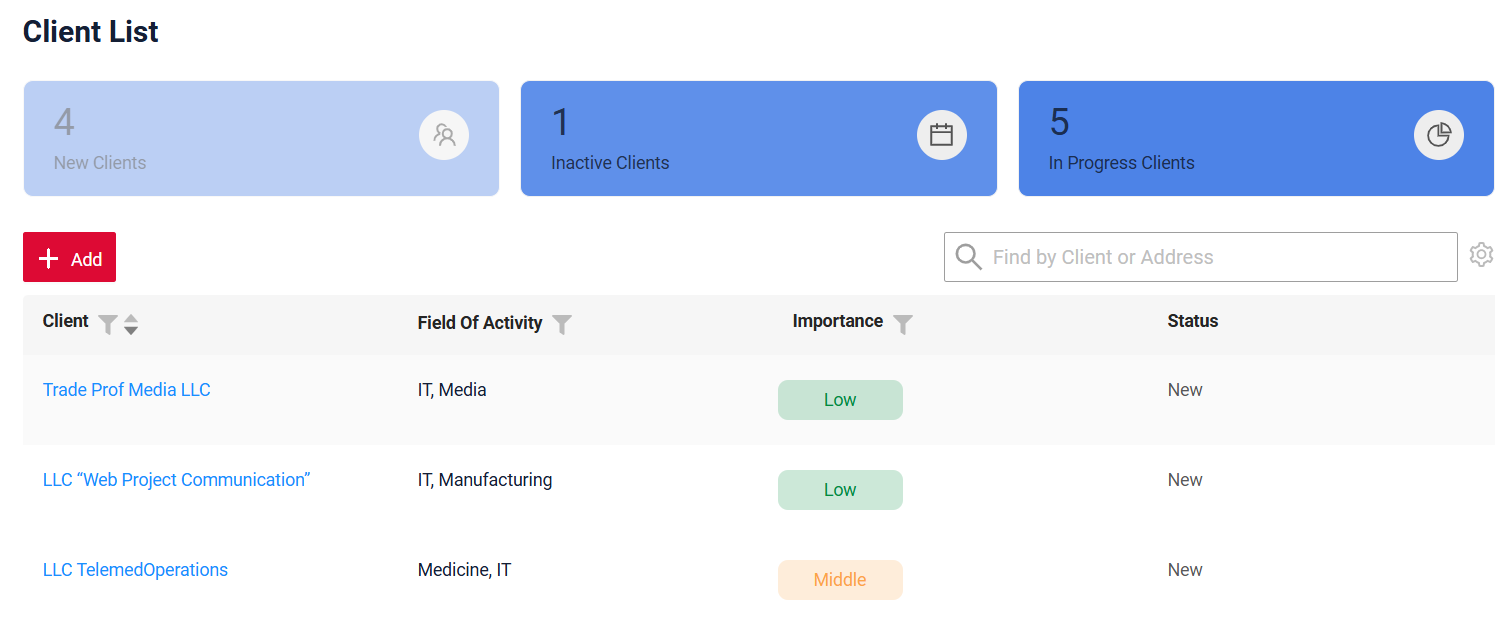 Client List
4
New Clients
1
Inactive Clients
5
In Progress Clients
Add
Find by Client or Address
Client
Field Of Activity
Importance
Status
Trade Prof Media LLC
IT, Media
Low
New
LLC “Web Project Communication”
IT, Manufacturing
Low
New
LLC TelemedOperations
Medicine, IT
Middle
New